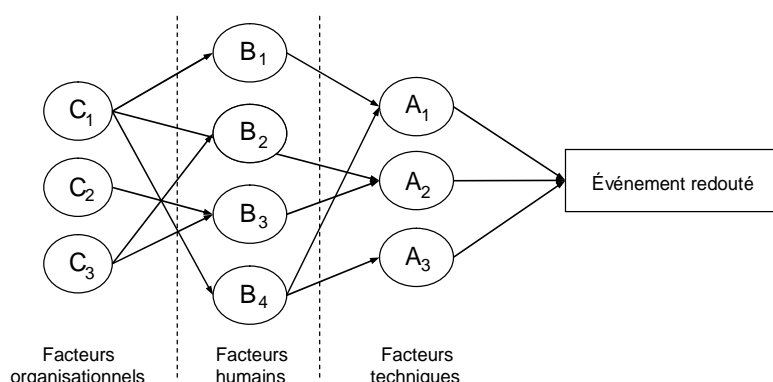 B1
C1
A1
B2
C2
A2
Événement redouté
B3
C3
A3
B4
Facteurs
organisationnels
Facteurs
humains
Facteurs
techniques